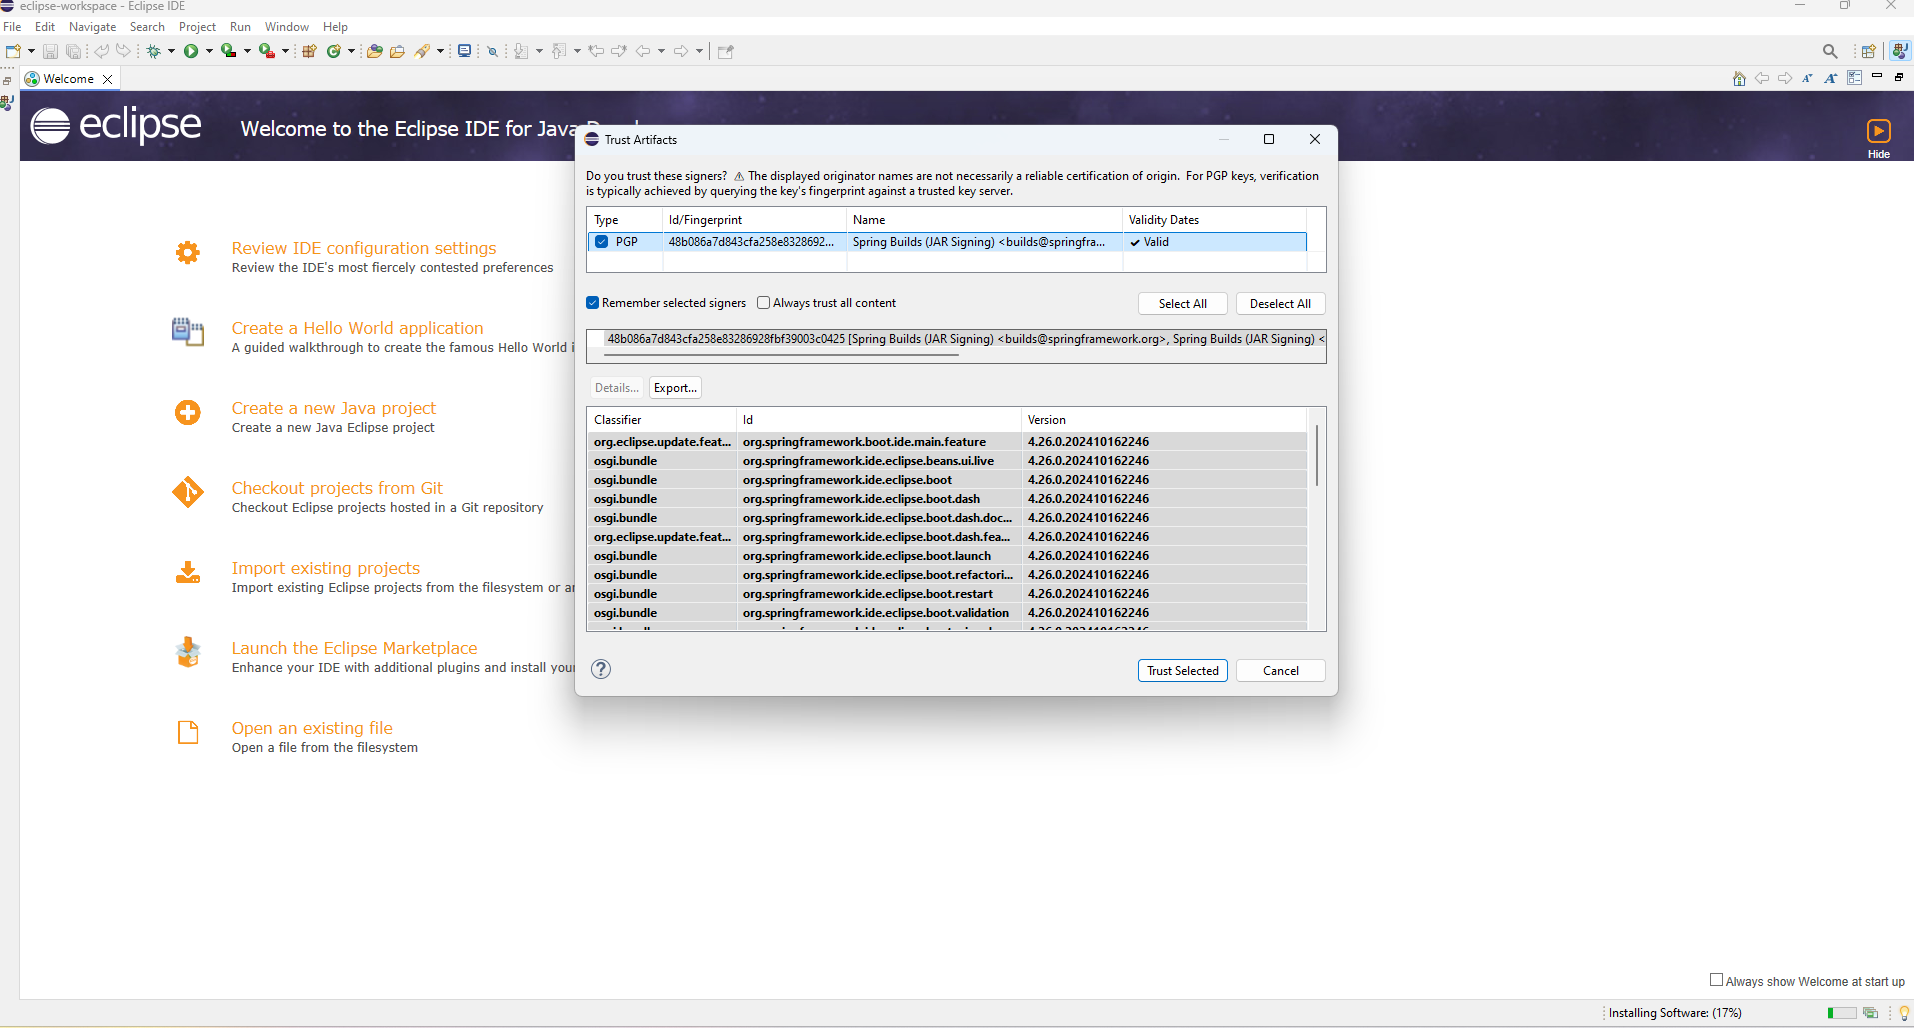 eclipse-workspace - Eclipse IDE
File Edit Navigate Search Project Run Window Help
Welcome
eclipse
Welcome to the Eclipse IDE for Java
Hide
Review IDE configuration settings
Review the IDE's most fiercely contested preferences
Create a Hello World application
A guided walkthrough to create the famous Hello World
Create a new Java project
Create a new Java Eclipse project
Checkout projects from Git
Checkout Eclipse projects hosted in a Git repository
Import existing projects
Import existing Eclipse projects from the filesystem or
Launch the Eclipse Marketplace
Enhance your IDE with additional plugins and install
Open an existing file
Open a file from the filesystem
Trust Artifacts
Do you trust these signers? ⚠ The displayed originator names are not necessarily a reliable certification of origin. For PGP keys, verification
is typically achieved by querying the key's fingerprint against a trusted key server.
Type Id/Fingerprint Name Validity Dates
PGP 48b086a7d843cfa258e8328692... Spring Builds (JAR Signing) <builds@springfra... Valid
Remember selected signers Always trust all content Select All Deselect All
48b086a7d843cfa258e83286928fbf39003c0425 [Spring Builds (JAR Signing) <builds@springframework.org>, Spring Builds (JAR Signing) <
Details... Export...
Classifier Id Version
org.eclipse.update.feat... org.springframework.boot.ide.main.feature 4.26.0.202410162246
osgi.bundle org.springframework.ide.eclipse.beans.ui.live 4.26.0.202410162246
osgi.bundle org.springframework.ide.eclipse.boot 4.26.0.202410162246
osgi.bundle org.springframework.ide.eclipse.boot.dash 4.26.0.202410162246
osgi.bundle org.springframework.ide.eclipse.boot.dash.doc... 4.26.0.202410162246
org.eclipse.update.feat... org.springframework.ide.eclipse.boot.dash.fea... 4.26.0.202410162246
osgi.bundle org.springframework.ide.eclipse.boot.launch 4.26.0.202410162246
osgi.bundle org.springframework.ide.eclipse.boot.refactori... 4.26.0.202410162246
osgi.bundle org.springframework.ide.eclipse.boot.restart 4.26.0.202410162246
osgi.bundle org.springframework.ide.eclipse.boot.validation 4.26.0.202410162246
Trust Selected Cancel
Always show Welcome at start up
Installing Software: (17%)